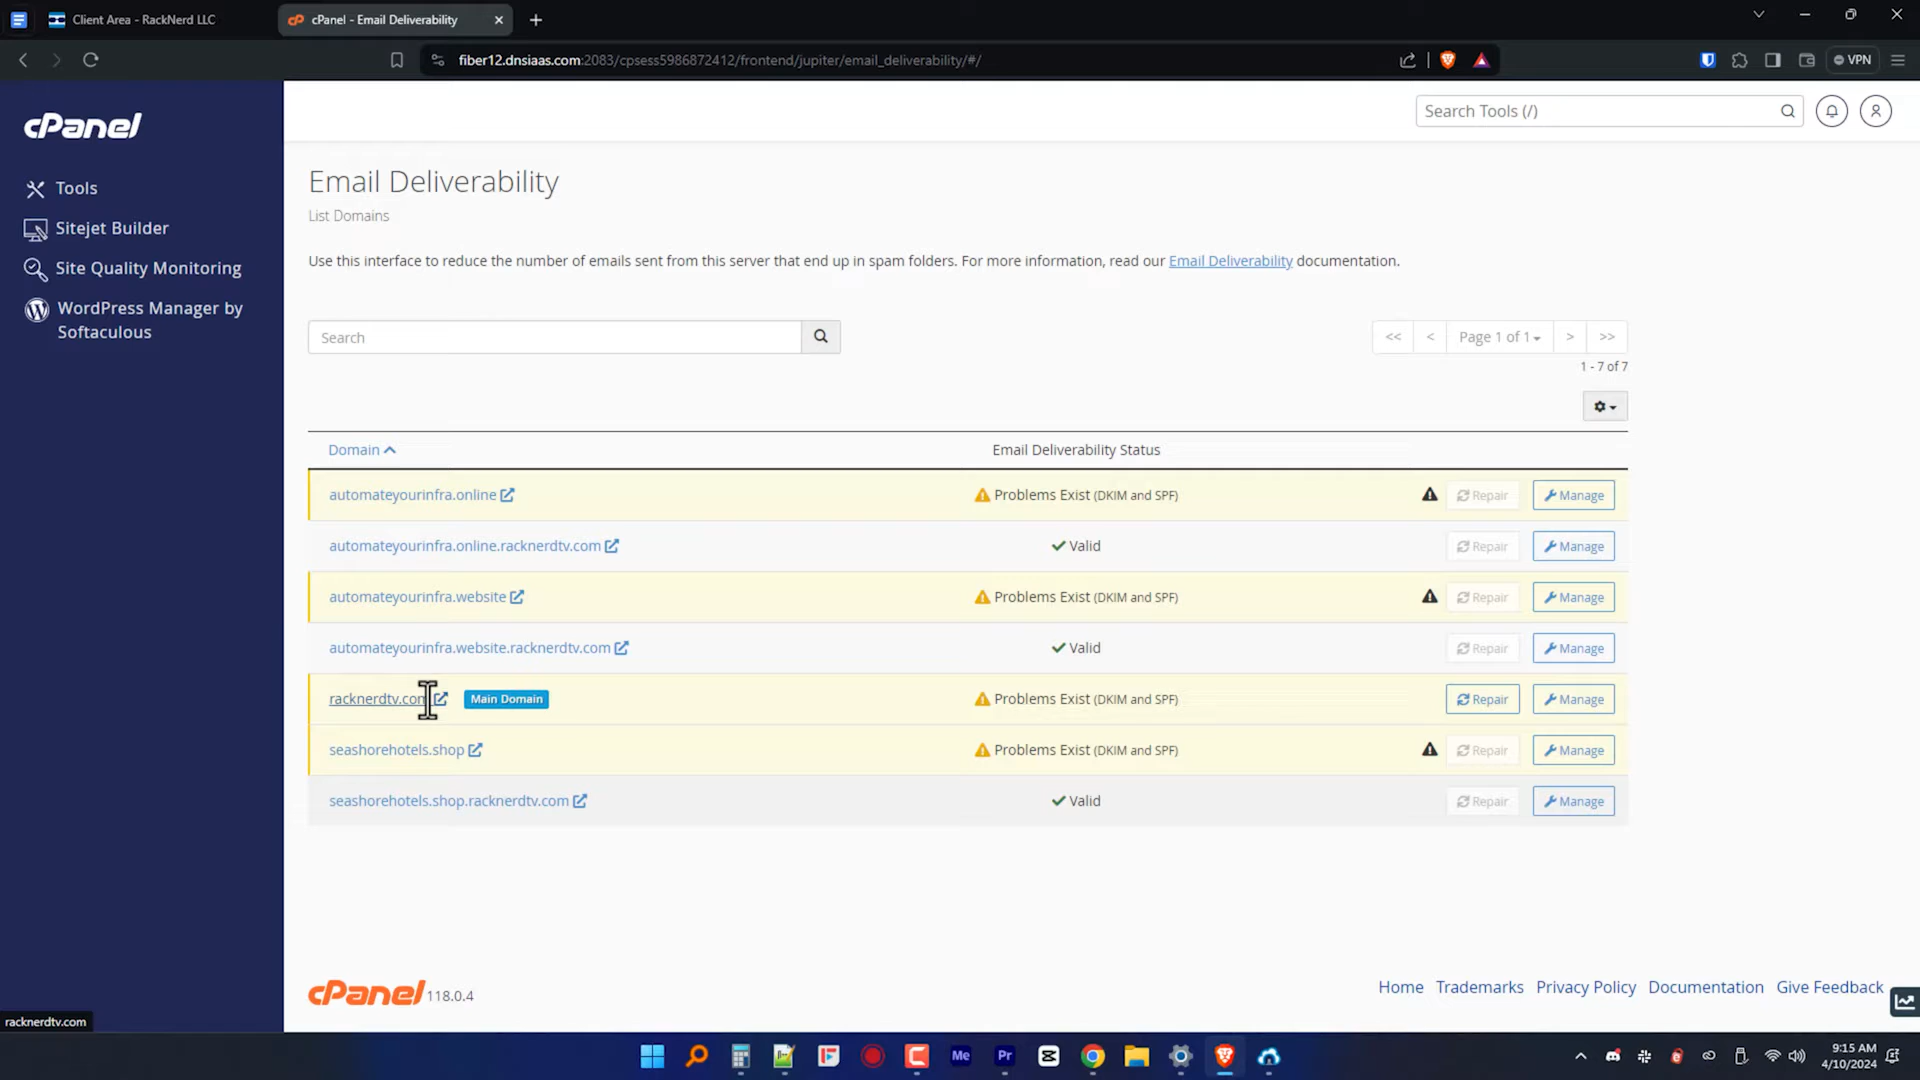 Client Area - RackNerd LLC
cPanel - Email Deliverability
fiber12.dnsiaas.com:2083/cpsess5986872412/frontend/jupiter/email_deliverability/#/
VPN
cPanel
Search Tools (/)
Tools
Sitejet Builder
Site Quality Monitoring
WordPress Manager by
Softaculous
Email Deliverability
List Domains
Use this interface to reduce the number of emails sent from this server that end up in spam folders. For more information, read our Email Deliverability documentation.
Search
<< < Page 1 of 1 > >>
1 - 7 of 7
Domain Email Deliverability Status
automateyourinfra.online Problems Exist (DKIM and SPF) Repair Manage
automateyourinfra.online.racknerdtv.com Valid Repair Manage
automateyourinfra.website Problems Exist (DKIM and SPF) Repair Manage
automateyourinfra.website.racknerdtv.com Valid Repair Manage
racknerdtv.com Main Domain Problems Exist (DKIM and SPF) Repair Manage
seashorehotels.shop Problems Exist (DKIM and SPF) Repair Manage
seashorehotels.shop.racknerdtv.com Valid Repair Manage
cPanel 118.0.4
Home Trademarks Privacy Policy Documentation Give Feedback
racknerdtv.com
Me
Pr
9:15 AM
4/10/2024